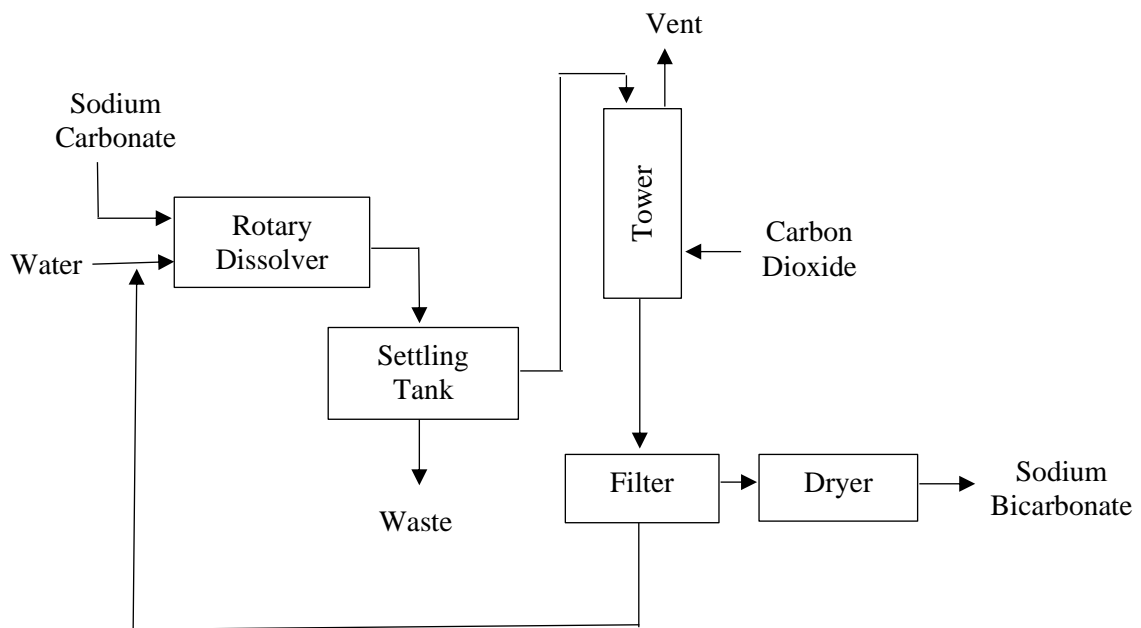 Vent
Sodium
Carbonate
Tower
Rotary
Dissolver
Water
Carbon
Dioxide
Settling
Tank
Filter
Dryer
Sodium
Bicarbonate
Waste